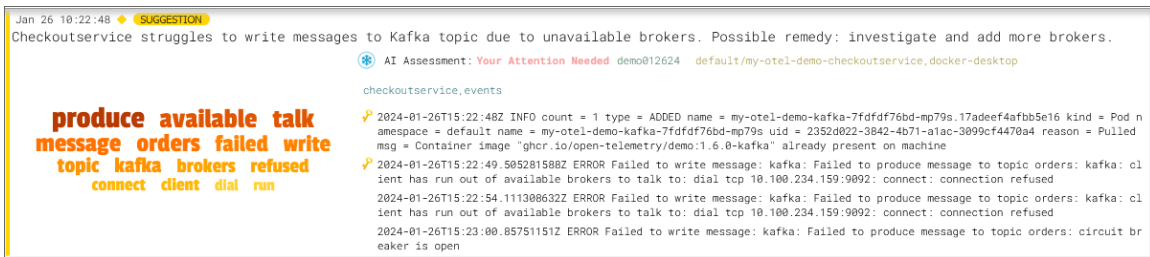 Jan 26 10:22:48 SUGGESTION
Checkoutservice struggles to write messages to Kafka topic due to unavailable brokers. Possible remedy: investigate and add more brokers.
AI Assessment: Your Attention Needed demo012624 default/my-otel-demo-checkoutservice,docker-desktop
checkoutservice,events
produce available talk
message orders failed write
topic kafka brokers refused
connect client dial run
2024-01-26T15:22:48Z INFO count = 1 type = ADDED name = my-otel-demo-kafka-7fdfdf76bd-mp79s.17adeef4afbb5e16 kind = Pod n
amespace = default name = my-otel-demo-kafka-7fdfdf76bd-mp79s uid = 2352d022-3842-4b71-a1ac-3099cf4470a4 reason = Pulled
msg = Container image "ghcr.io/open-telemetry/demo:1.6.0-kafka" already present on machine
2024-01-26T15:22:49.505281588Z ERROR Failed to write message: kafka: Failed to produce message to topic orders: kafka: cl
ient has run out of available brokers to talk to: dial tcp 10.100.234.159:9092: connect: connection refused
2024-01-26T15:22:54.111308632Z ERROR Failed to write message: kafka: Failed to produce message to topic orders: kafka: cl
ient has run out of available brokers to talk to: dial tcp 10.100.234.159:9092: connect: connection refused
2024-01-26T15:23:00.85751151Z ERROR Failed to write message: kafka: Failed to produce message to topic orders: circuit br
eaker is open